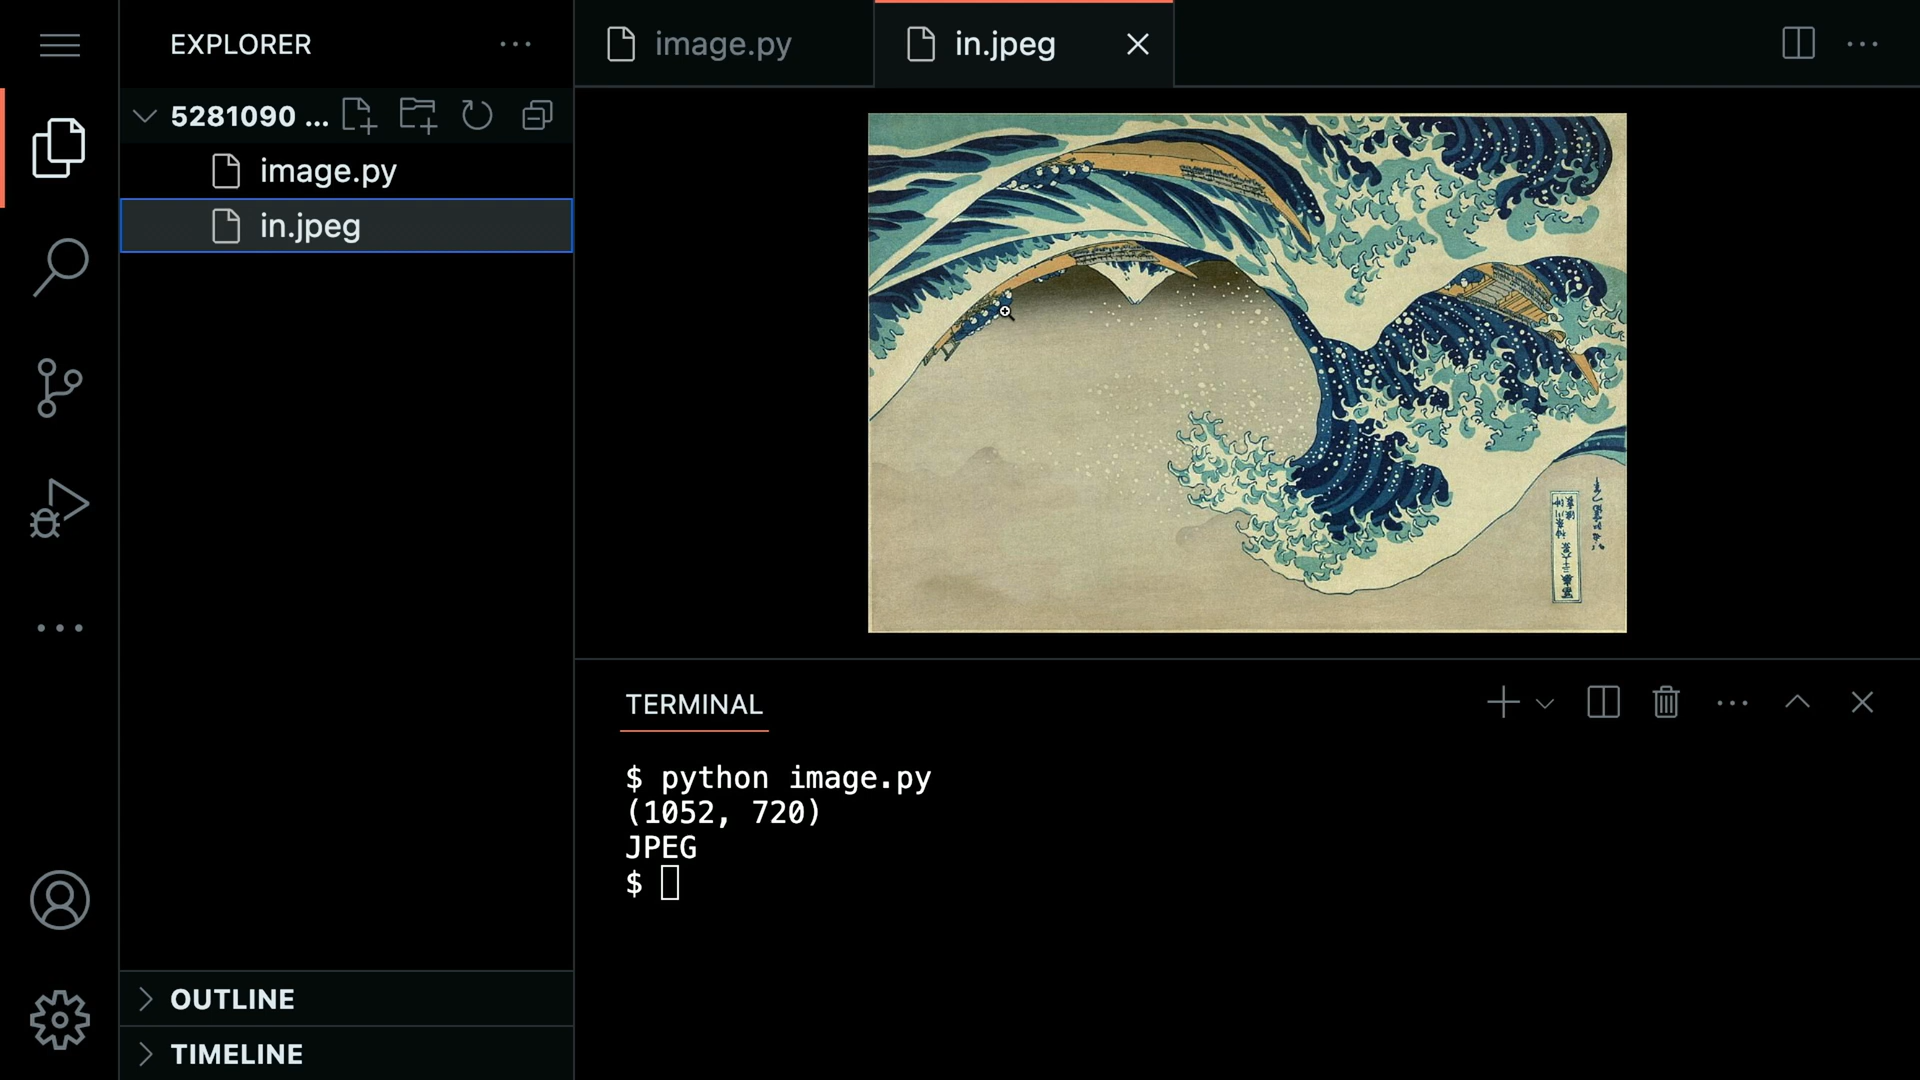 EXPLORER
image.py
in.jpeg
5281090 ...
image.py
in.jpeg
TERMINAL
$ python image.py
(1052, 720)
JPEG
$
OUTLINE
TIMELINE